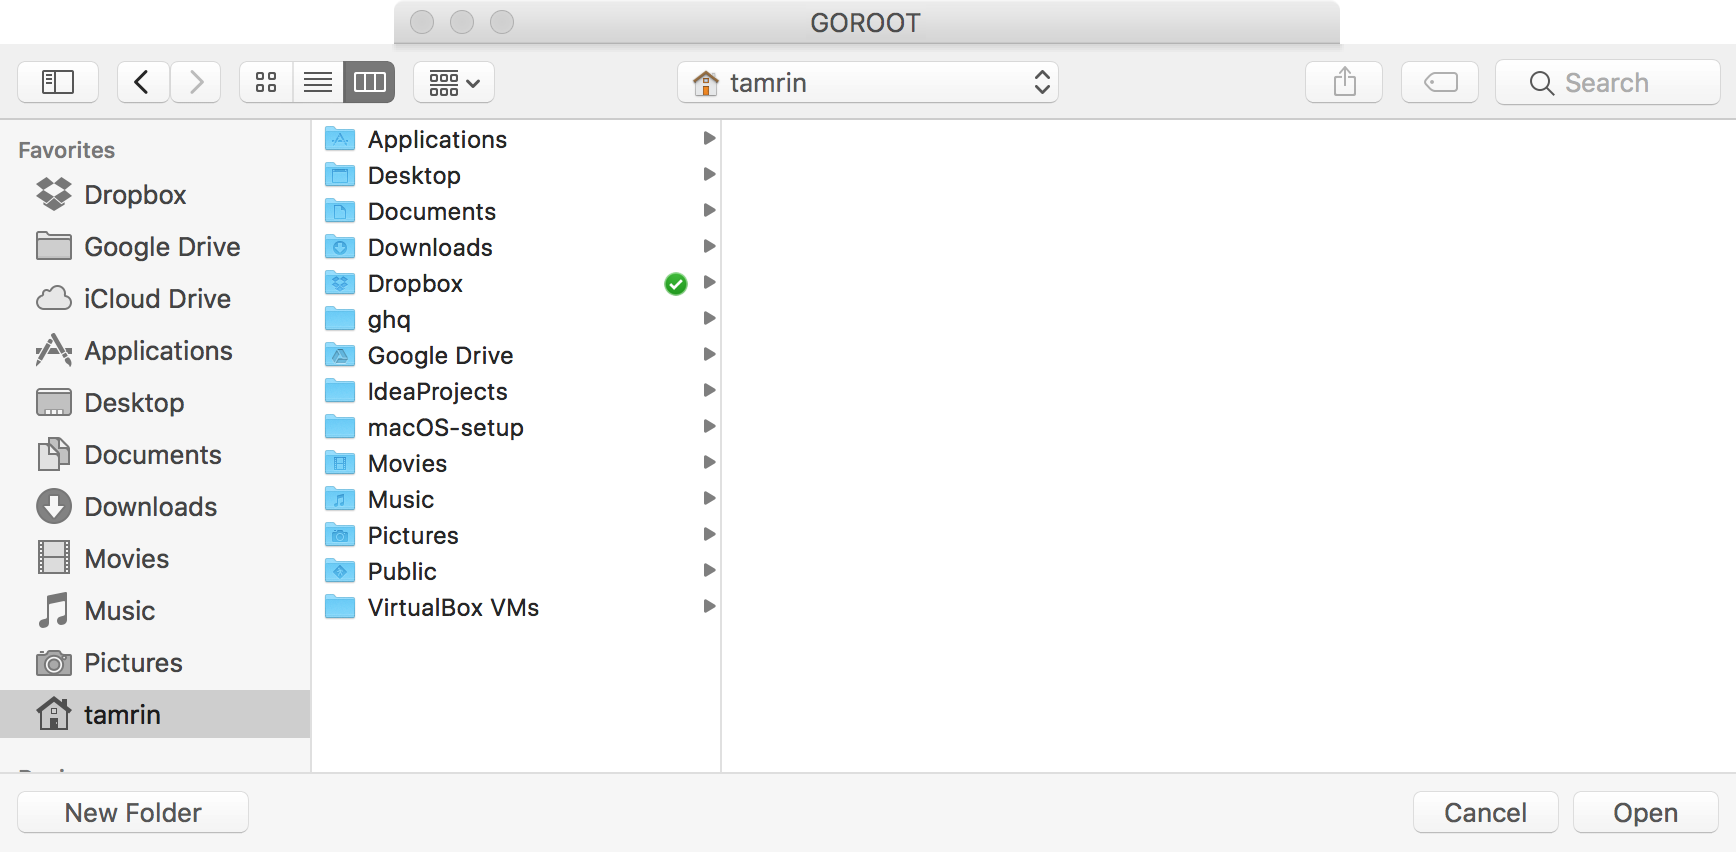 GOROOT
tamrin
Search
Favorites
Dropbox
Google Drive
iCloud Drive
Applications
Desktop
Documents
Downloads
Movies
Music
Pictures
tamrin
Applications
Desktop
Documents
Downloads
Dropbox
ghq
Google Drive
IdeaProjects
macOS-setup
Movies
Music
Pictures
Public
VirtualBox VMs
New Folder
Cancel
Open